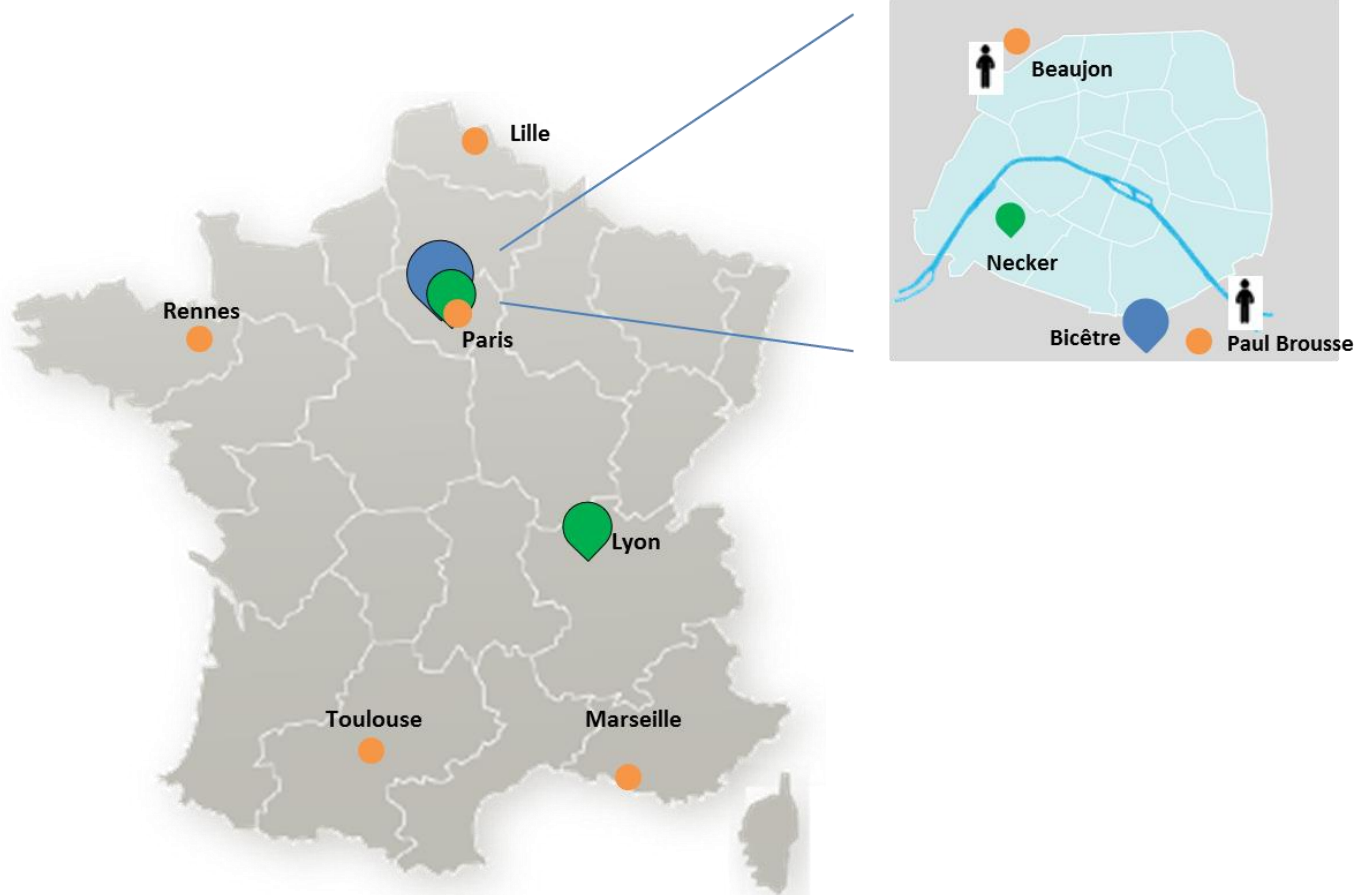 Lille
Rennes
Paris
Lyon
Toulouse
Marseille
Beaujon
Necker
Bicêtre
Paul Brousse